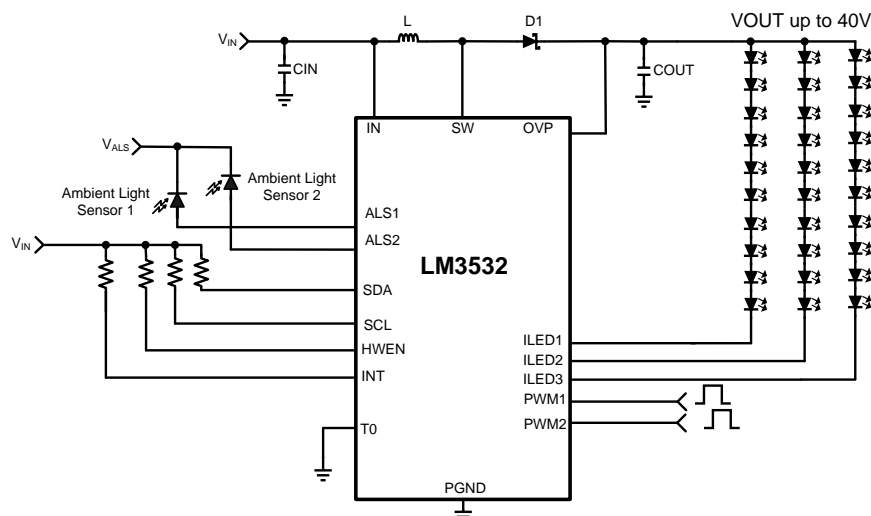 L D1 VOUT up to 40V
VIN
CIN COUT
IN SW OVP
VALS
Ambient Light
Sensor 1
Ambient Light
Sensor 2
ALS1
ALS2
VIN
LM3532
SDA
SCL
HWEN
INT
T0
ILED1
ILED2
ILED3
PWM1
PWM2
PGND